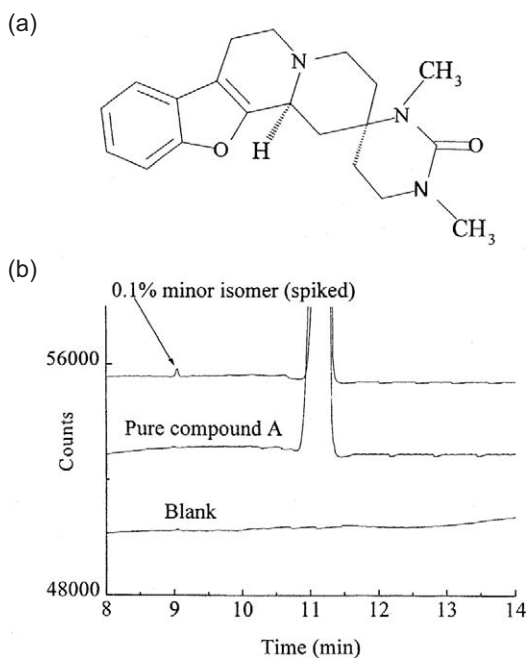 (a)
N
CH3
N
O
H
O
N
CH3
(b)
0.1% minor isomer (spiked)
56000
Pure compound A
Counts
Blank
48000
8 9 10 11 12 13 14
Time (min)